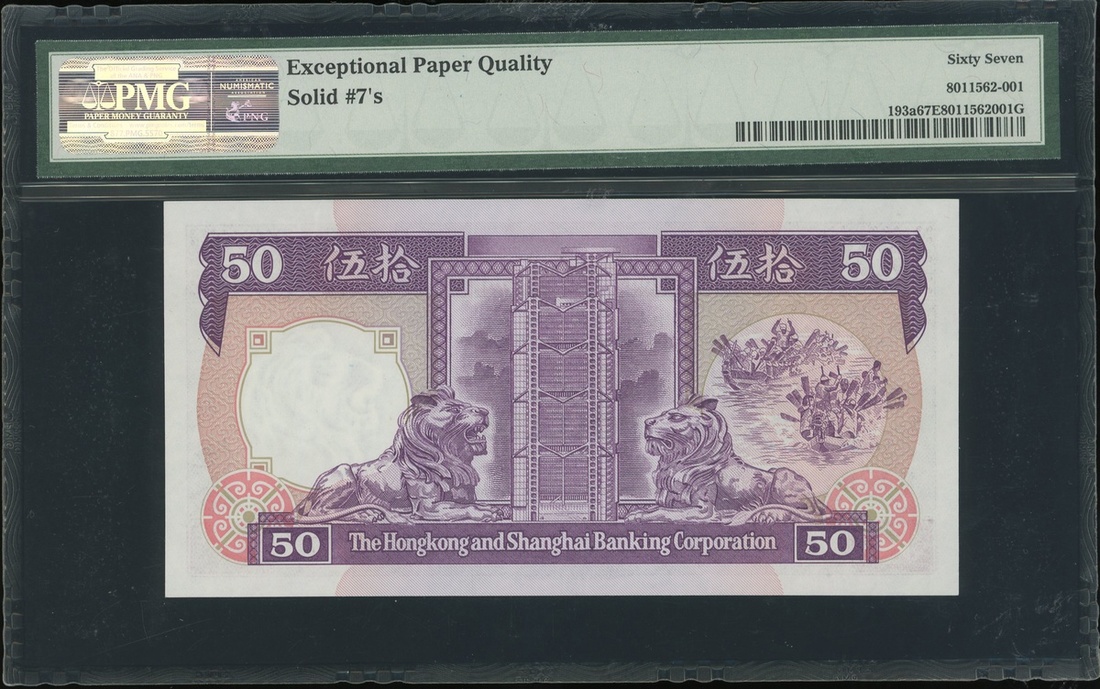 PMG
PAPER MONEY GUARANTY
NUMISMATIC
PNG
Exceptional Paper Quality
Solid #7's
Sixty Seven
8011562-001
193a67E8011562001G
50 伍拾 伍拾 50
50 The Hongkong and Shanghai Banking Corporation 50